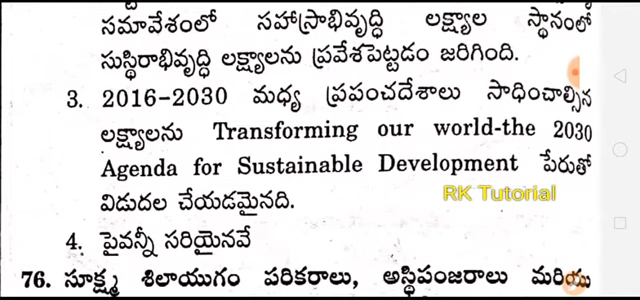 సమావేశంలో సహస్రాభివృద్ధి లక్ష్యాల స్థానంలో
సుస్థిరాభివృద్ధి లక్ష్యాలను ప్రవేశపెట్టడం జరిగింది.
3. 2016-2030 మధ్య ప్రపంచదేశాలు సాధించాల్సిన
లక్ష్యాలను Transforming our world-the 2030
Agenda for Sustainable Development పేరుతో
RK Tutorial
విడుదల చేయడమైనది.
4. పైవన్నీ సరియైనవే
76. సూక్ష్మ శిలాయుగం పరికరాలు, అస్థిపంజరాలు మరియు